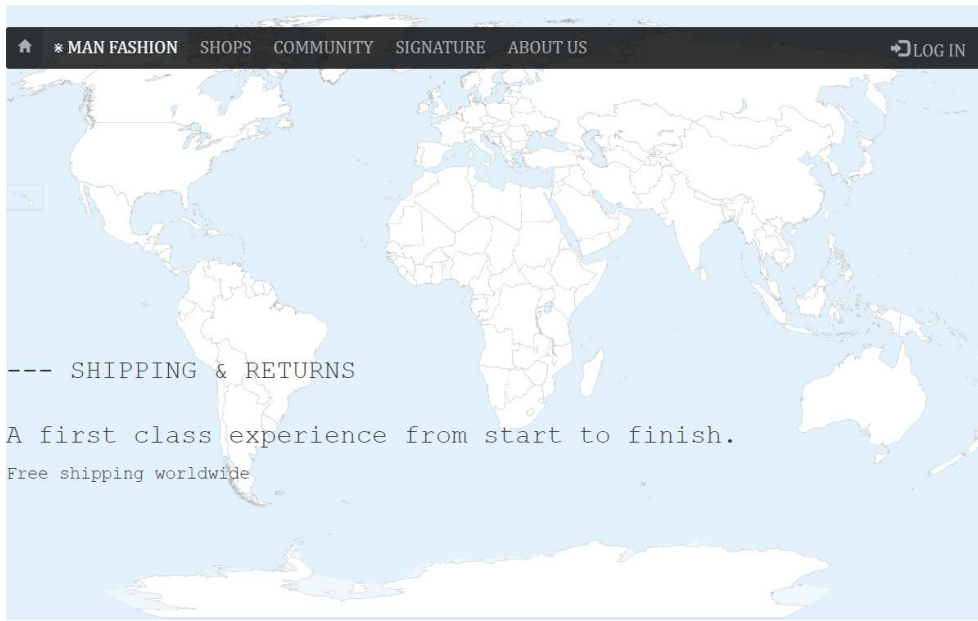 ※ MAN FASHION SHOPS COMMUNITY SIGNATURE ABOUT US LOG IN
--- SHIPPING & RETURNS
A first class experience from start to finish.
Free shipping worldwide